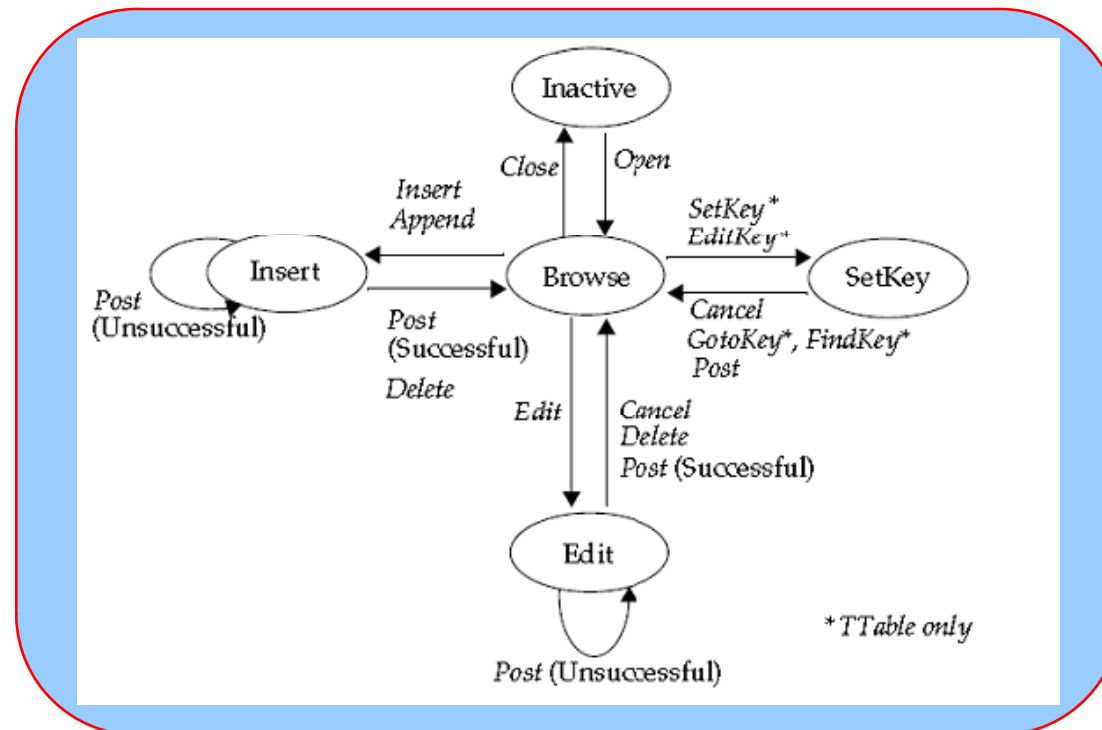 Inactive
Close
Open
Insert
Append
SetKey*
EditKey*
Insert
Browse
SetKey
Post
(Unsuccessful)
Post
(Successful)
Delete
Cancel
GotoKey*, FindKey*
Post
Edit
Cancel
Delete
Post (Successful)
Edit
* TTable only
Post (Unsuccessful)